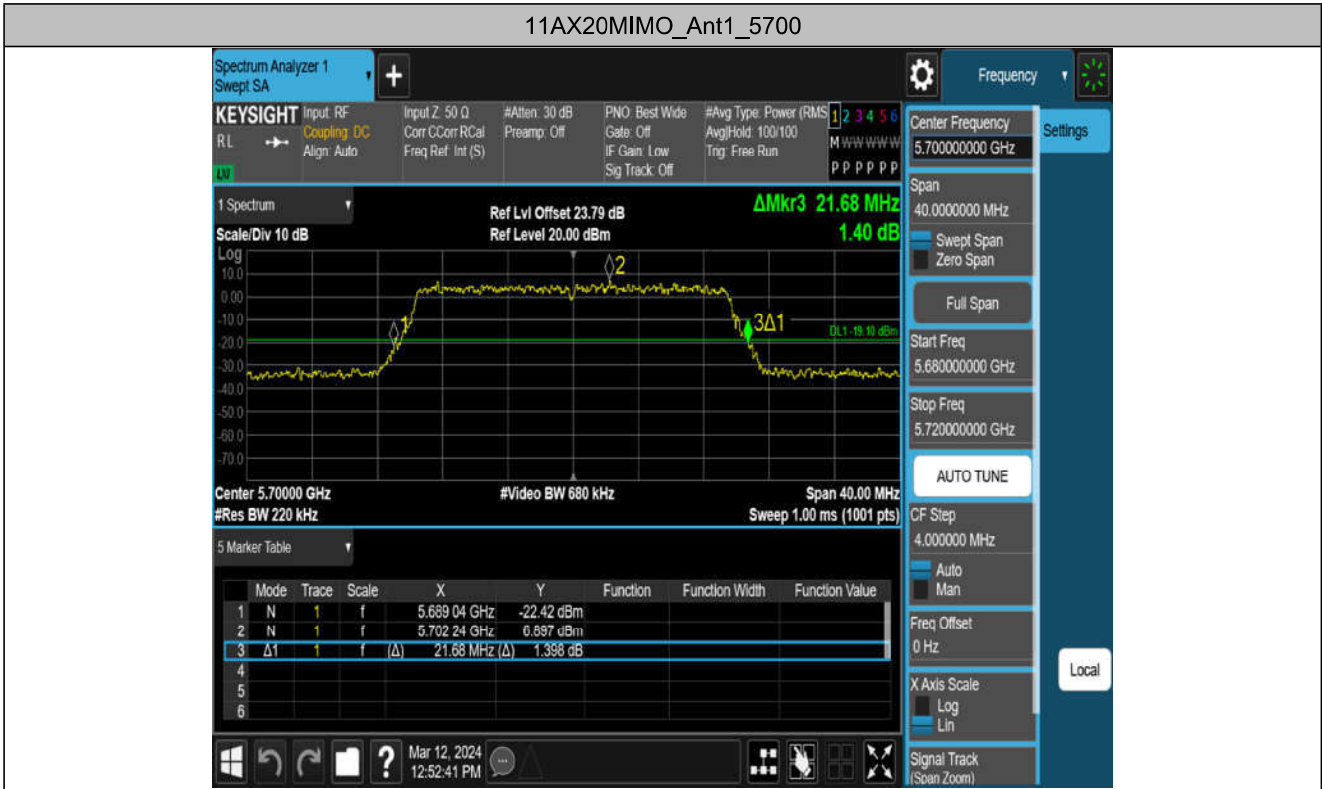 11AX20MIMO_Ant1_5700
Spectrum Analyzer 1
Swept SA
+
Frequency
KEYSIGHT Input: RF
RL Coupling: DC
Align: Auto
LXI
Input Z: 50 Ω
Corr CCorr RCal
Freq Ref: Int (S)
#Atten: 30 dB
Preamp: Off
PNO: Best Wide
Gate: Off
IF Gain: Low
Sig Track: Off
#Avg Type: Power (RMS
Avg|Hold: 100/100
Trig: Free Run
1 2 3 4 5 6
M W W W W W
P P P P P P
Center Frequency
5.700000000 GHz
Settings
Span
40.0000000 MHz
Swept Span
Zero Span
Full Span
Start Freq
5.680000000 GHz
Stop Freq
5.720000000 GHz
AUTO TUNE
CF Step
4.000000 MHz
Auto
Man
Freq Offset
0 Hz
X Axis Scale
Log
Lin
Signal Track
(Span Zoom)
Local
1 Spectrum
Scale/Div 10 dB
Ref Lvl Offset 23.79 dB
Ref Level 20.00 dBm
ΔMkr3 21.68 MHz
1.40 dB
Log
10.0
0.00
-10.0
-20.0
-30.0
-40.0
-50.0
-60.0
-70.0
1
2
3Δ1
DL1 -19.10 dBm
Center 5.70000 GHz
#Res BW 220 kHz
#Video BW 680 kHz
Span 40.00 MHz
Sweep 1.00 ms (1001 pts)
5 Marker Table
Mode Trace Scale X Y Function Function Width Function Value
1 N 1 f 5.689 04 GHz -22.42 dBm
2 N 1 f 5.702 24 GHz 6.897 dBm
3 Δ1 1 f (Δ) 21.68 MHz (Δ) 1.398 dB
4
5
6
?
Mar 12, 2024
12:52:41 PM